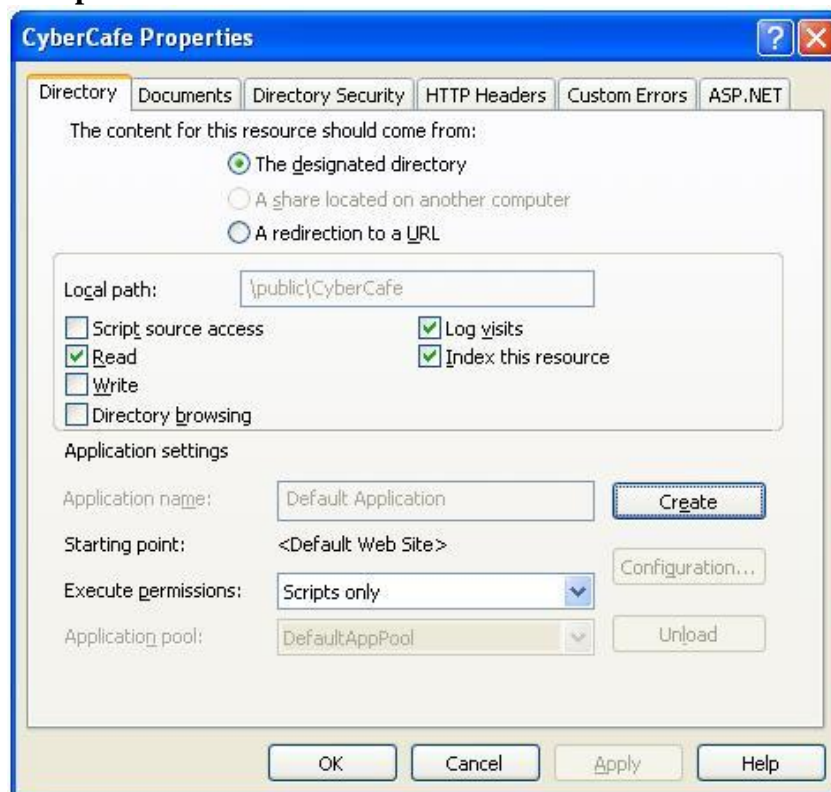 CyberCafe Properties
Directory Documents Directory Security HTTP Headers Custom Errors ASP.NET
The content for this resource should come from:
The designated directory
A share located on another computer
A redirection to a URL
Local path: \public\CyberCafe
Script source access Log visits
Read Index this resource
Write
Directory browsing
Application settings
Application name: Default Application Create
Starting point: <Default Web Site>
Configuration...
Execute permissions: Scripts only
Application pool: DefaultAppPool Unload
OK Cancel Apply Help